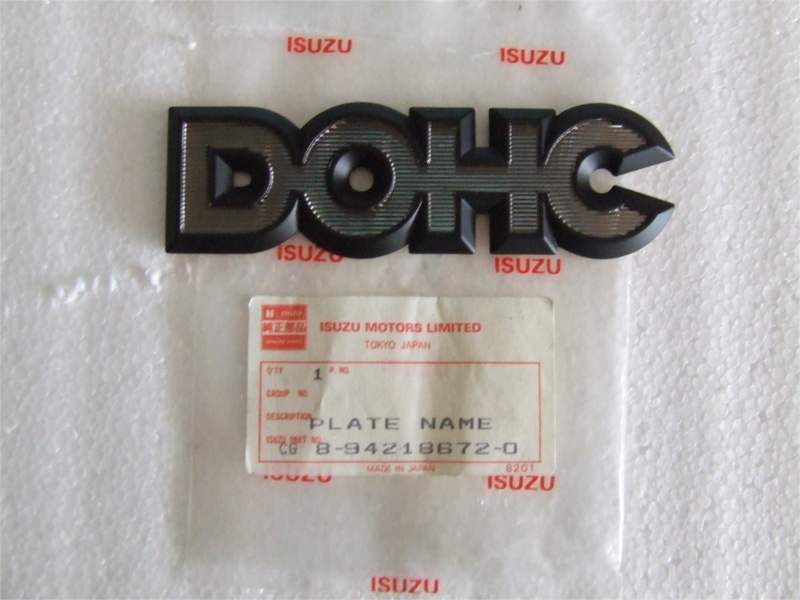 ISUZU
ISUZU
DOHC
ISUZU
ISUZU
ISUZU
純正部品
ISUZU MOTORS LIMITED
TOKYO JAPAN
Q'TY 1 P. NO.
GROUP NO.
DESCRIPTION PLATE NAME
ISUZU PART NO.
CG 8-94218672-0
MADE IN JAPAN 8201
ISUZU
ISUZU
ISUZU